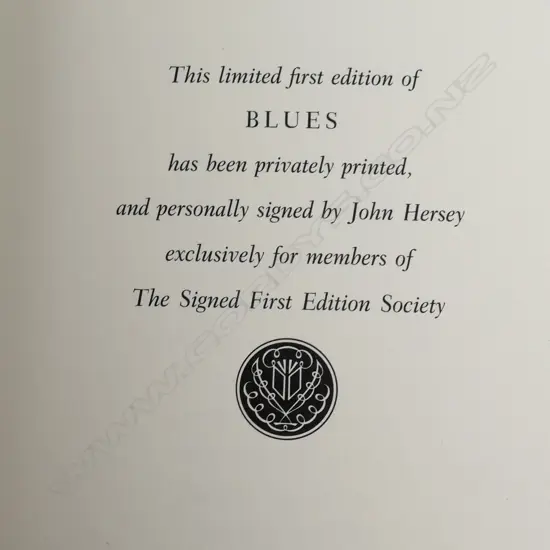 This limited first edition of
BLUES
has been privately printed,
and personally signed by John Hersey
exclusively for members of
The Signed First Edition Society